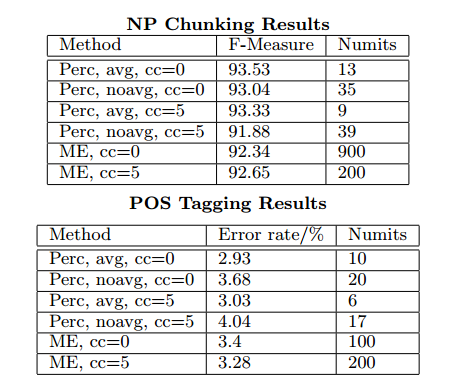 NP Chunking Results
Method F-Measure Numits
Perc, avg, cc=0 93.53 13
Perc, noavg, cc=0 93.04 35
Perc, avg, cc=5 93.33 9
Perc, noavg, cc=5 91.88 39
ME, cc=0 92.34 900
ME, cc=5 92.65 200
POS Tagging Results
Method Error rate/% Numits
Perc, avg, cc=0 2.93 10
Perc, noavg, cc=0 3.68 20
Perc, avg, cc=5 3.03 6
Perc, noavg, cc=5 4.04 17
ME, cc=0 3.4 100
ME, cc=5 3.28 200